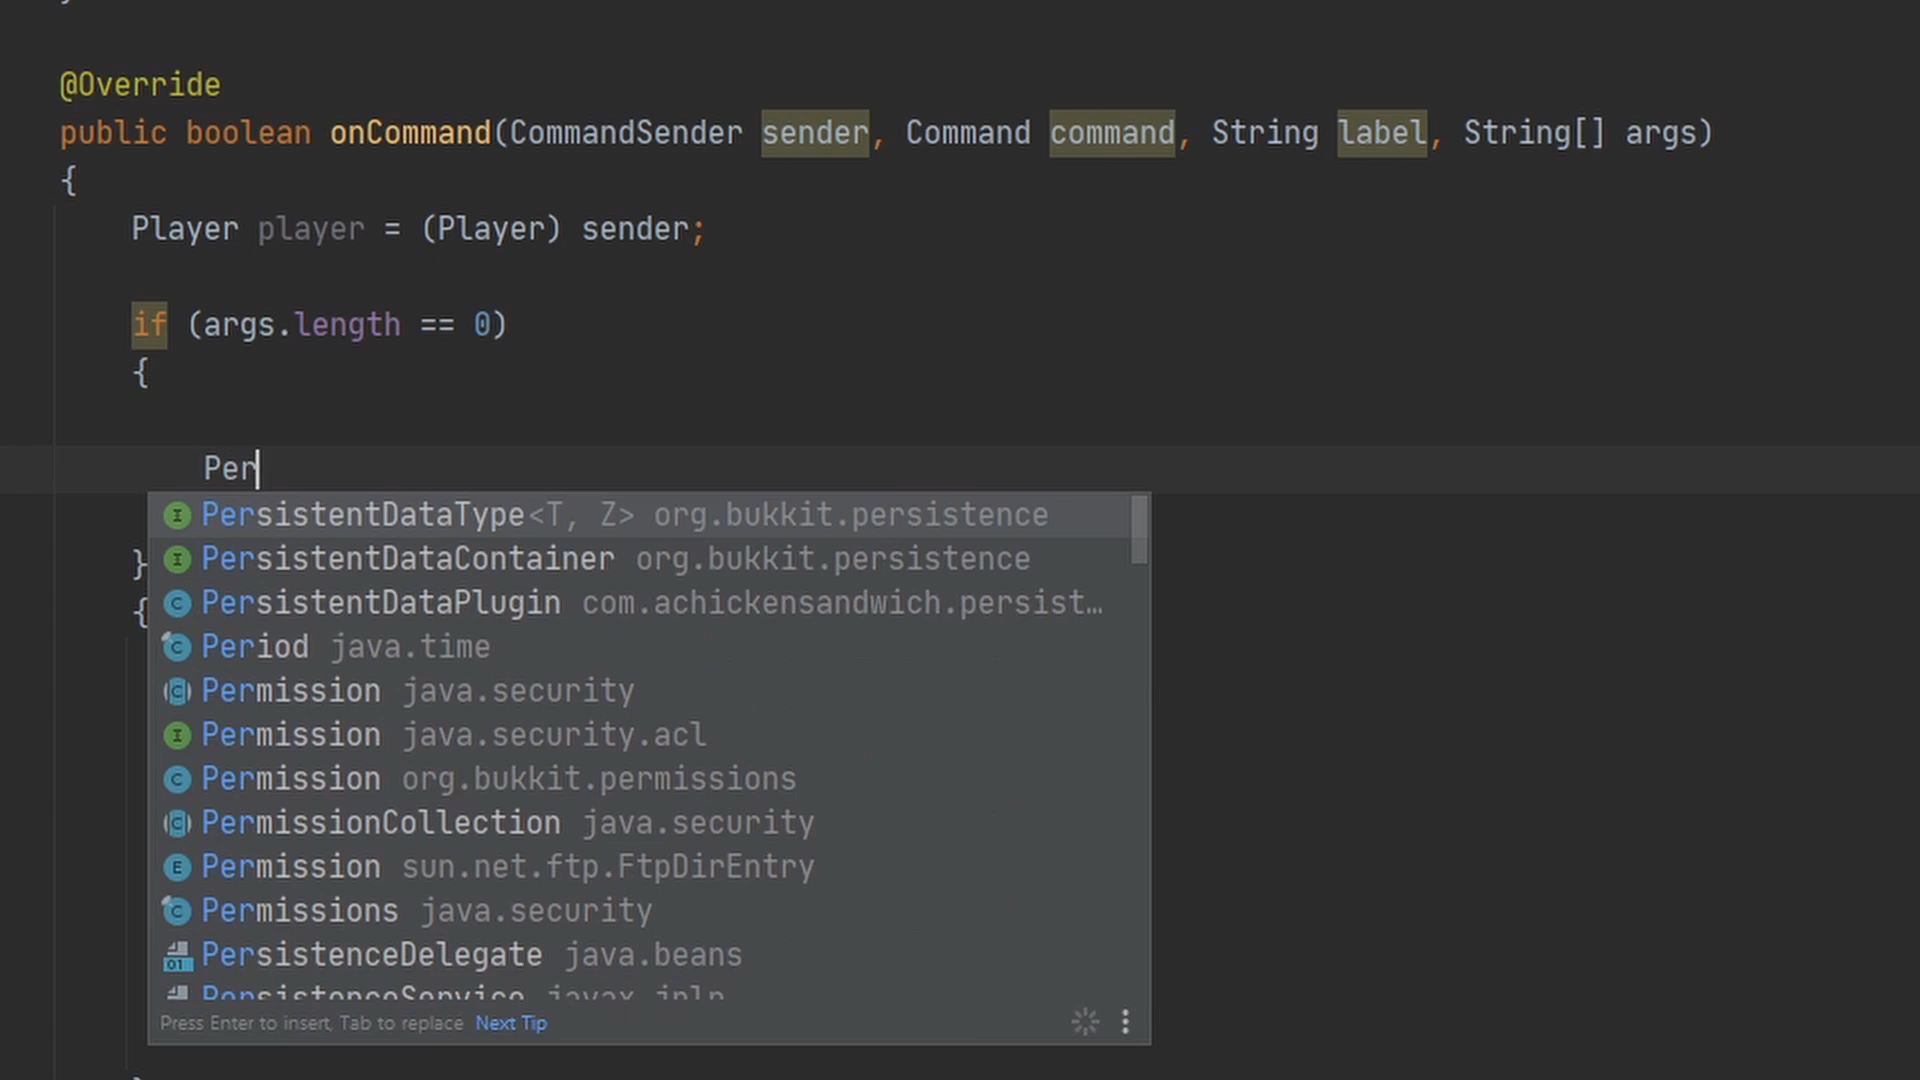 @Override
public boolean onCommand(CommandSender sender, Command command, String label, String[] args)
{
Player player = (Player) sender;
if (args.length == 0)
{
Per
PersistentDataType<T, Z> org.bukkit.persistence
PersistentDataContainer org.bukkit.persistence
PersistentDataPlugin com.achickensandwich.persist…
Period java.time
Permission java.security
Permission java.security.acl
Permission org.bukkit.permissions
PermissionCollection java.security
Permission sun.net.ftp.FtpDirEntry
Permissions java.security
PersistenceDelegate java.beans
PersistenceService javax.jnlp
Press Enter to insert, Tab to replace Next Tip
}
{